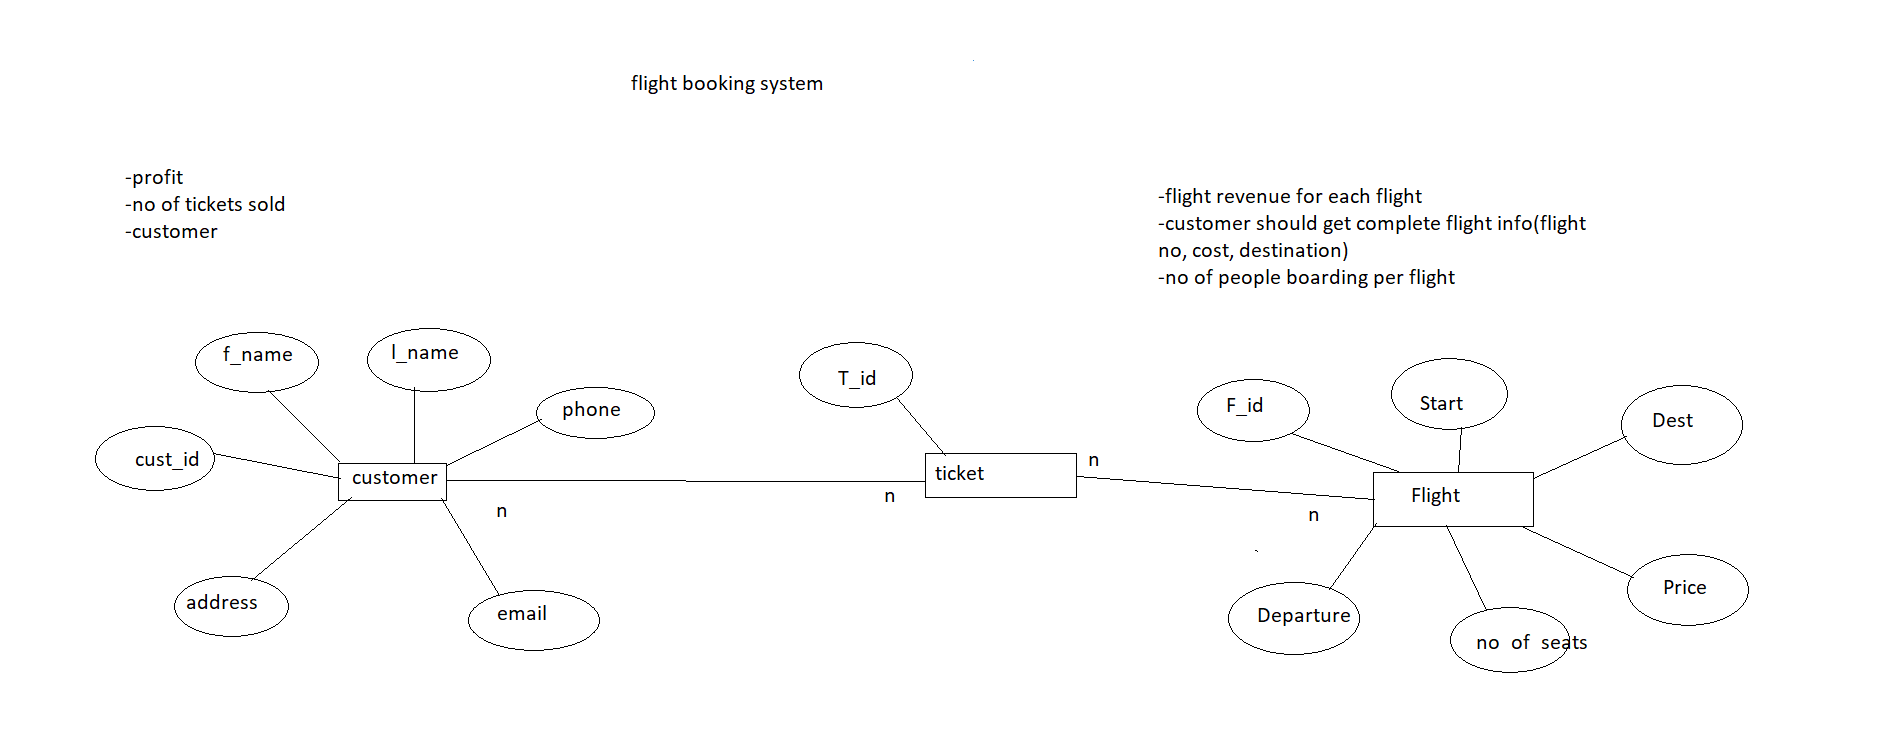 flight booking system
-profit
-no of tickets sold
-customer
-flight revenue for each flight
-customer should get complete flight info(flight
no, cost, destination)
-no of people boarding per flight
f_name
l_name
phone
cust_id
customer
n
address
email
T_id
ticket
n
n
F_id
Start
Dest
Flight
n
Departure
no of seats
Price